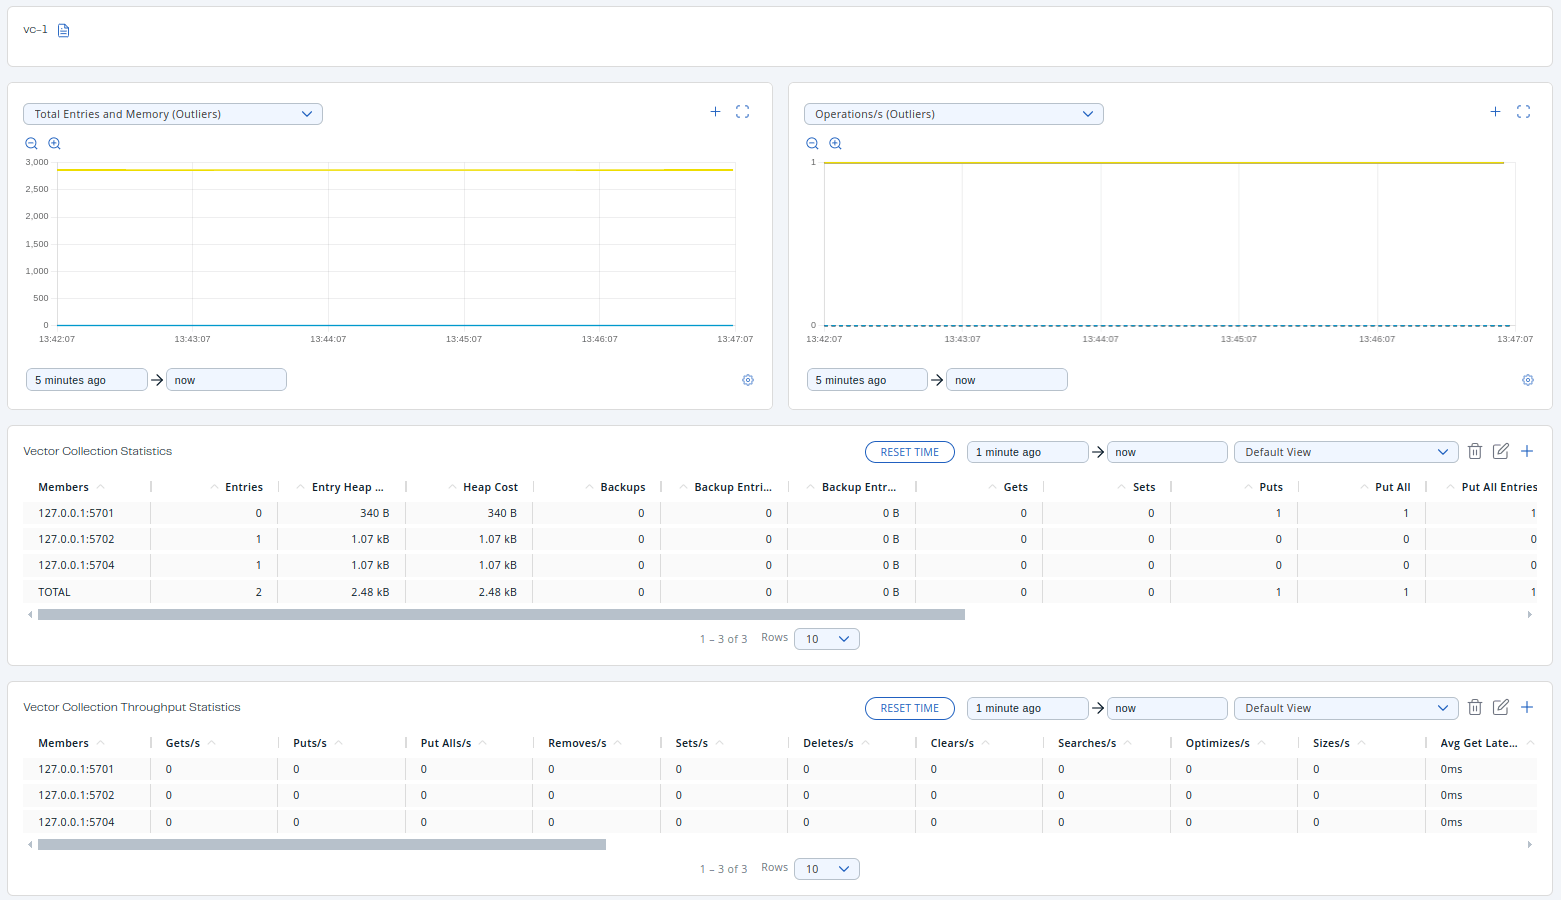 vc-1
Total Entries and Memory (Outliers)
3,000
2,500
2,000
1,500
1,000
500
0
13:42:07 13:43:07 13:44:07 13:45:07 13:46:07 13:47:07
5 minutes ago now
Operations/s (Outliers)
1
0
13:42:07 13:43:07 13:44:07 13:45:07 13:46:07 13:47:07
5 minutes ago now
Vector Collection Statistics RESET TIME 1 minute ago now Default View
Members Entries Entry Heap ... Heap Cost Backups Backup Entri... Backup Entr... Gets Sets Puts Put All Put All Entries
127.0.0.1:5701 0 340 B 340 B 0 0 0 B 0 0 1 1 1
127.0.0.1:5702 1 1.07 kB 1.07 kB 0 0 0 B 0 0 0 0 0
127.0.0.1:5704 1 1.07 kB 1.07 kB 0 0 0 B 0 0 0 0 0
TOTAL 2 2.48 kB 2.48 kB 0 0 0 B 0 0 1 1 1
1 – 3 of 3 Rows 10
Vector Collection Throughput Statistics RESET TIME 1 minute ago now Default View
Members Gets/s Puts/s Put Alls/s Removes/s Sets/s Deletes/s Clears/s Searches/s Optimizes/s Sizes/s Avg Get Late...
127.0.0.1:5701 0 0 0 0 0 0 0 0 0 0 0ms
127.0.0.1:5702 0 0 0 0 0 0 0 0 0 0 0ms
127.0.0.1:5704 0 0 0 0 0 0 0 0 0 0 0ms
1 – 3 of 3 Rows 10